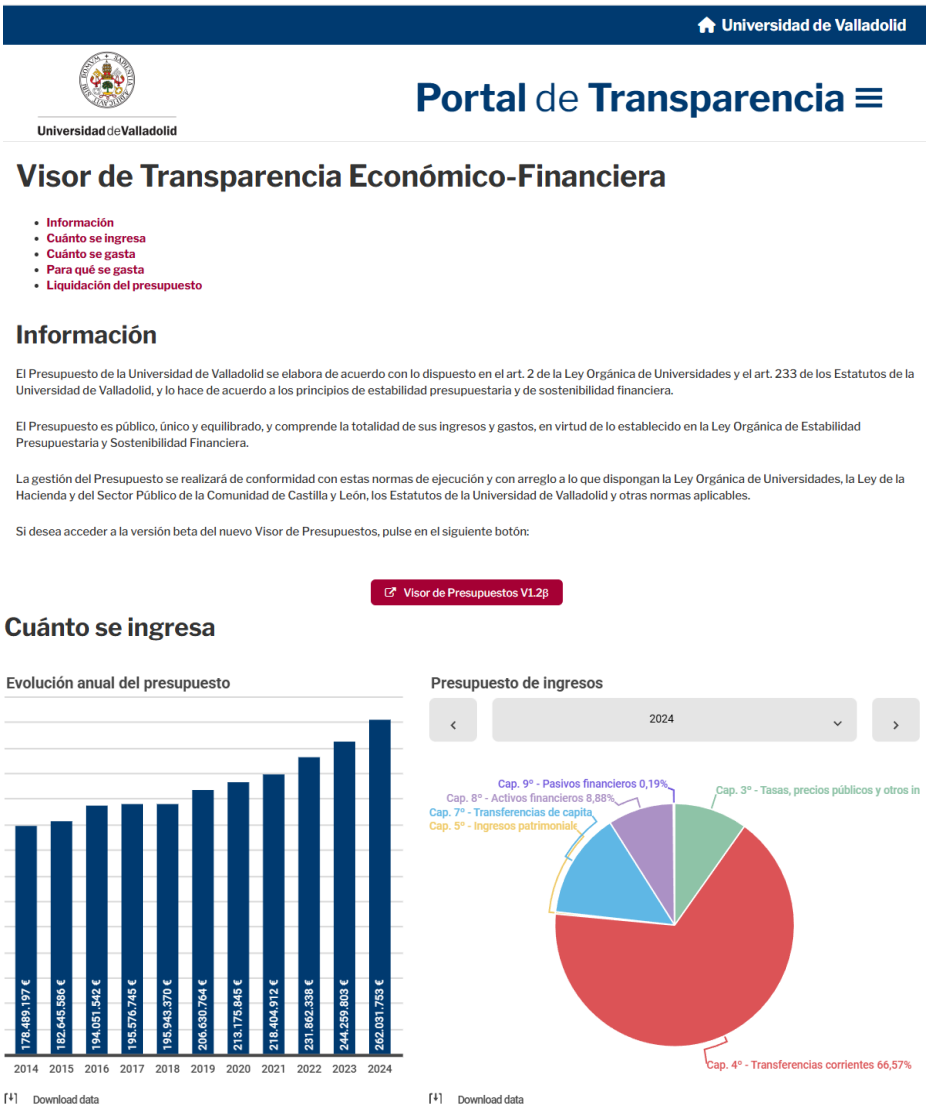 Universidad de Valladolid
Universidad de Valladolid
Portal de Transparencia
Visor de Transparencia Económico-Financiera
Información
Cuánto se ingresa
Cuánto se gasta
Para qué se gasta
Liquidación del presupuesto
Información
El Presupuesto de la Universidad de Valladolid se elabora de acuerdo con lo dispuesto en el art. 2 de la Ley Orgánica de Universidades y el art. 233 de los Estatutos de la
Universidad de Valladolid, y lo hace de acuerdo a los principios de estabilidad presupuestaria y de sostenibilidad financiera.
El Presupuesto es público, único y equilibrado, y comprende la totalidad de sus ingresos y gastos, en virtud de lo establecido en la Ley Orgánica de Estabilidad
Presupuestaria y Sostenibilidad Financiera.
La gestión del Presupuesto se realizará de conformidad con estas normas de ejecución y con arreglo a lo que dispongan la Ley Orgánica de Universidades, la Ley de la
Hacienda y del Sector Público de la Comunidad de Castilla y León, los Estatutos de la Universidad de Valladolid y otras normas aplicables.
Si desea acceder a la versión beta del nuevo Visor de Presupuestos, pulse en el siguiente botón:
Visor de Presupuestos V1.2β
Cuánto se ingresa
Evolución anual del presupuesto
178.489.197 €
182.645.586 €
194.051.542 €
195.576.745 €
195.943.370 €
206.630.764 €
213.175.845 €
218.404.912 €
231.862.338 €
244.259.803 €
262.031.753 €
2014 2015 2016 2017 2018 2019 2020 2021 2022 2023 2024
Download data
Presupuesto de ingresos
2024
Cap. 9º - Pasivos financieros 0,19%
Cap. 8º - Activos financieros 8,88%
Cap. 7º - Transferencias de capita
Cap. 5º - Ingresos patrimoniale
Cap. 3º - Tasas, precios públicos y otros in
Cap. 4º - Transferencias corrientes 66,57%
Download data